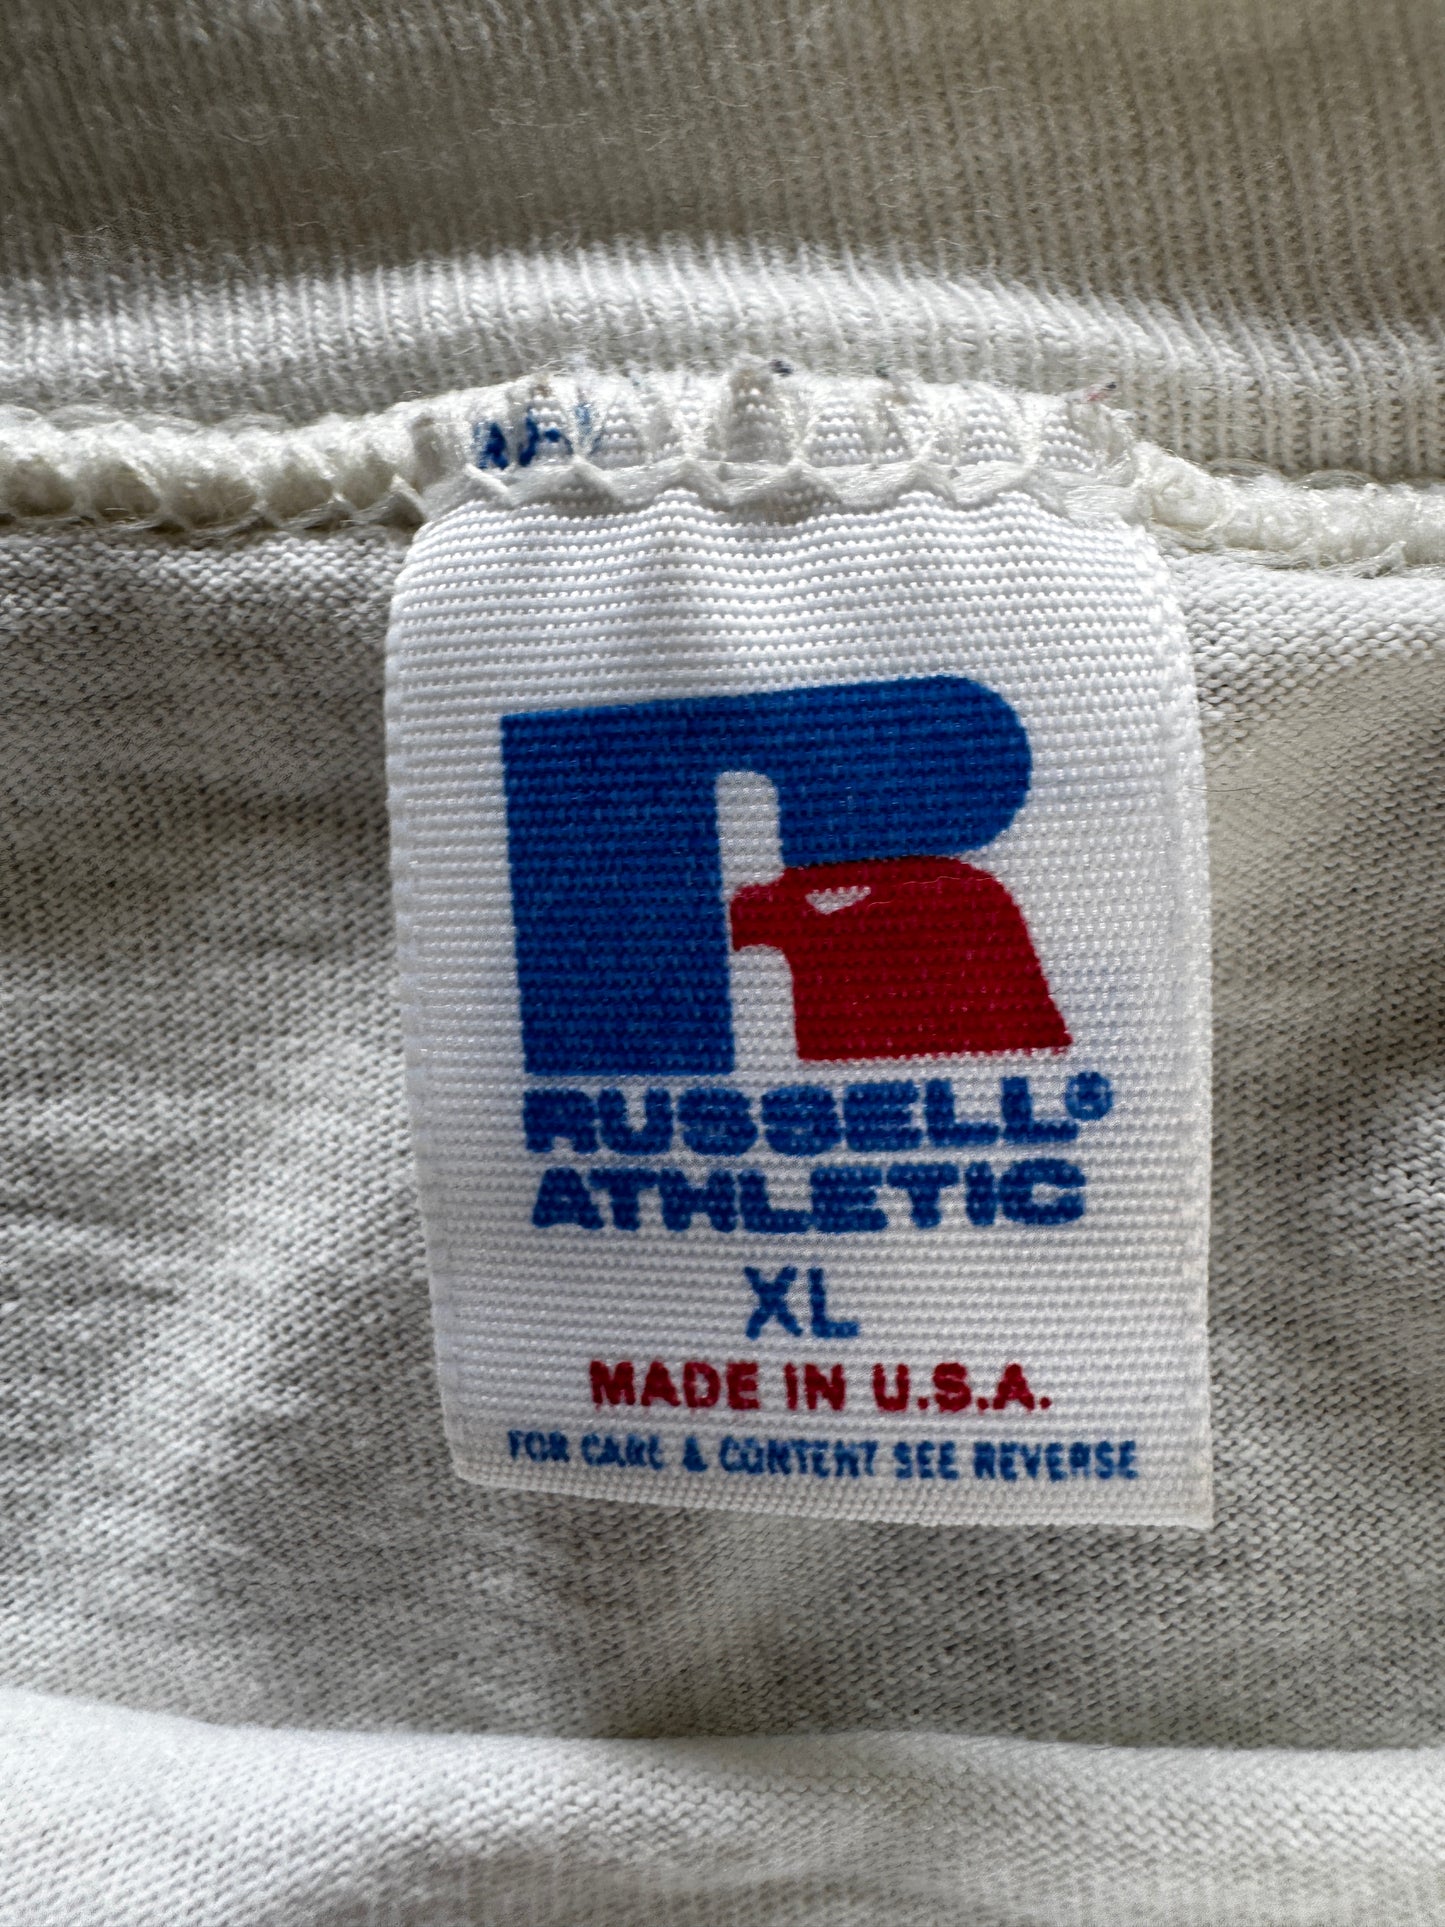 R
RUSSELL®
ATHLETIC
XL
MADE IN U.S.A.
FOR CARE & CONTENT SEE REVERSE